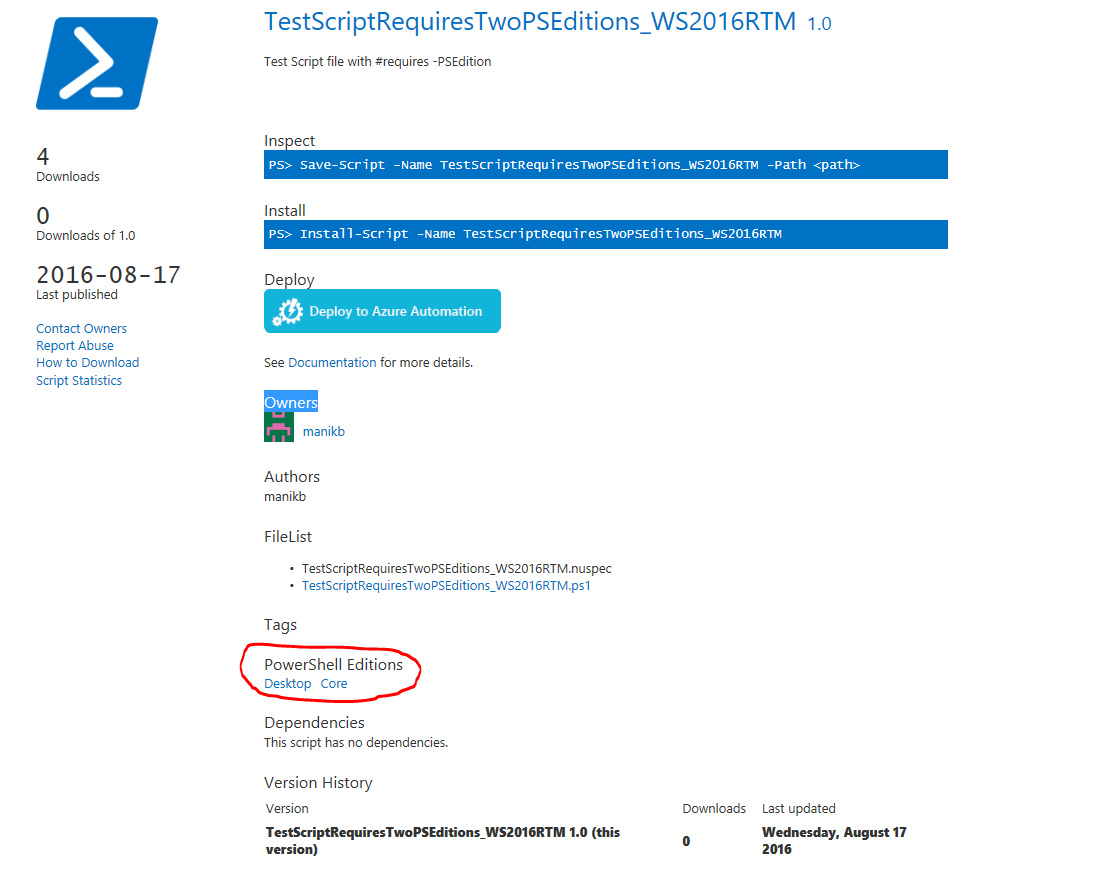 TestScriptRequiresTwoPSEditions_WS2016RTM 1.0
Test Script file with #requires -PSEdition
4
Downloads
0
Downloads of 1.0
2016-08-17
Last published
Contact Owners
Report Abuse
How to Download
Script Statistics
Inspect
PS> Save-Script -Name TestScriptRequiresTwoPSEditions_WS2016RTM -Path <path>
Install
PS> Install-Script -Name TestScriptRequiresTwoPSEditions_WS2016RTM
Deploy
Deploy to Azure Automation
See Documentation for more details.
Owners
manikb
Authors
manikb
FileList
• TestScriptRequiresTwoPSEditions_WS2016RTM.nuspec
• TestScriptRequiresTwoPSEditions_WS2016RTM.ps1
Tags
PowerShell Editions
Desktop Core
Dependencies
This script has no dependencies.
Version History
Version Downloads Last updated
TestScriptRequiresTwoPSEditions_WS2016RTM 1.0 (this
version)
0
Wednesday, August 17
2016